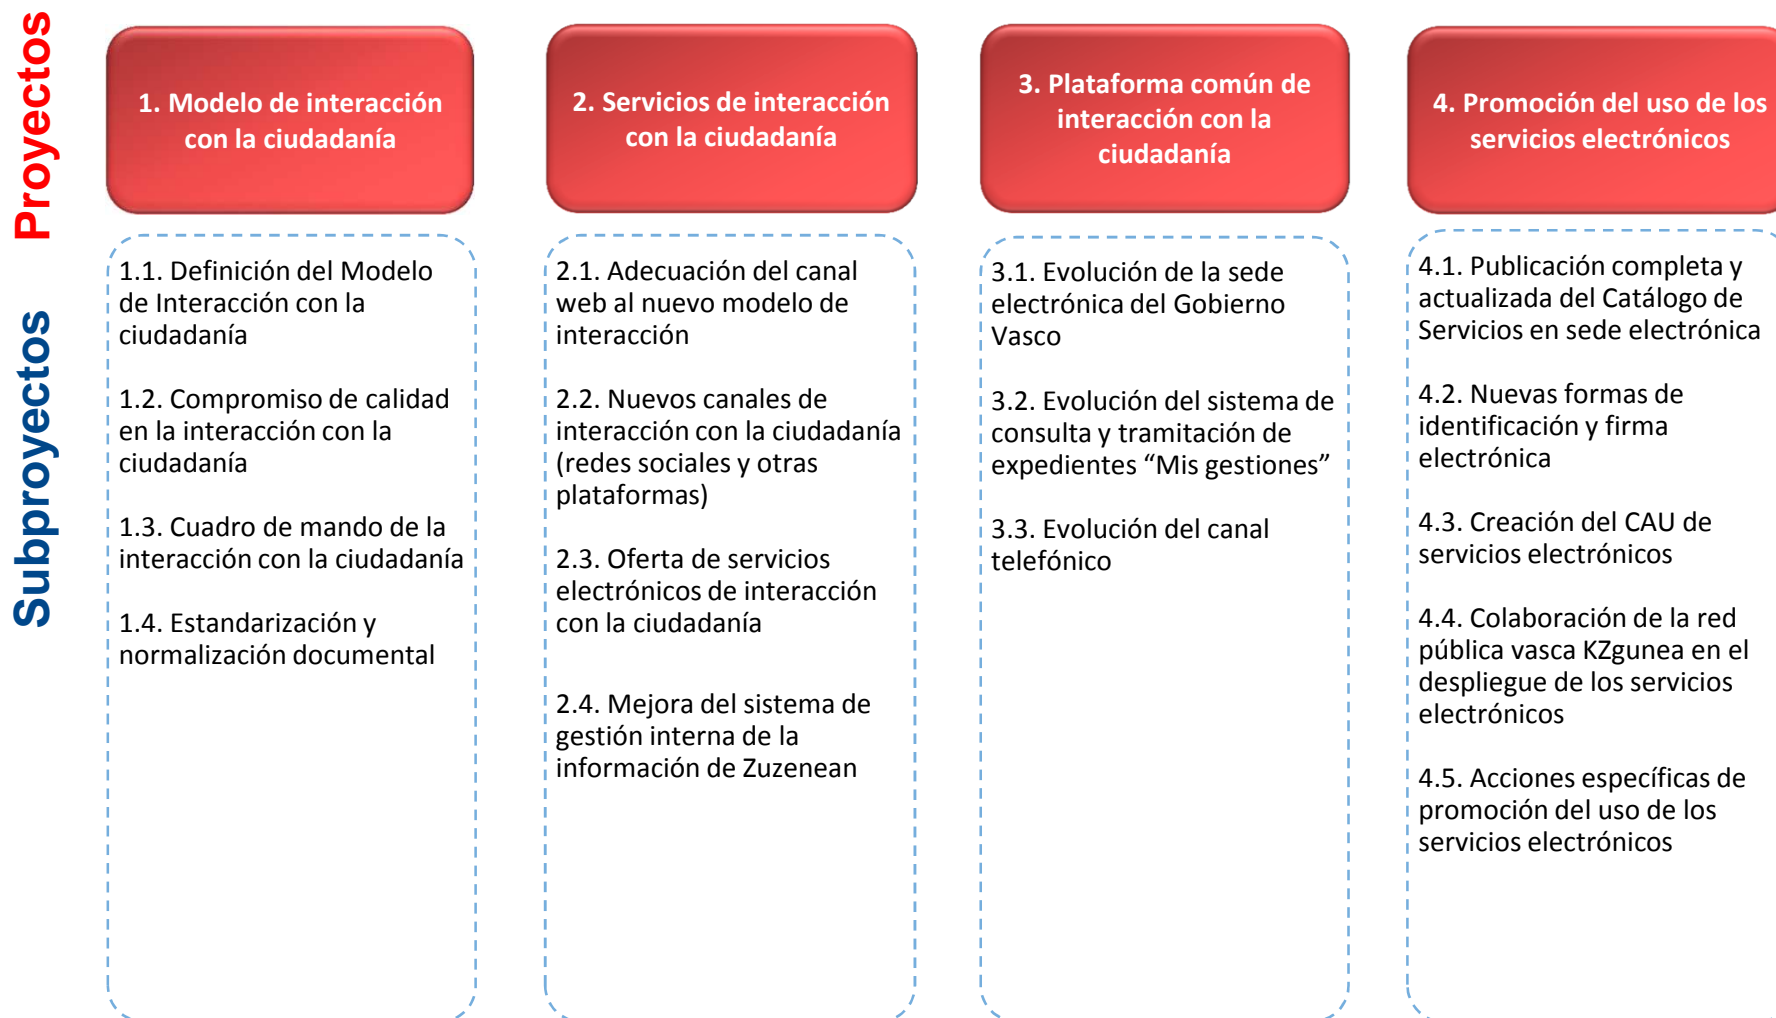 Proyectos
1. Modelo de interacción
con la ciudadanía
2. Servicios de interacción
con la ciudadanía
3. Plataforma común de
interacción con la
ciudadanía
4. Promoción del uso de los
servicios electrónicos
Subproyectos
1.1. Definición del Modelo
de Interacción con la
ciudadanía
1.2. Compromiso de calidad
en la interacción con la
ciudadanía
1.3. Cuadro de mando de la
interacción con la ciudadanía
1.4. Estandarización y
normalización documental
2.1. Adecuación del canal
web al nuevo modelo de
interacción
2.2. Nuevos canales de
interacción con la ciudadanía
(redes sociales y otras
plataformas)
2.3. Oferta de servicios
electrónicos de interacción
con la ciudadanía
2.4. Mejora del sistema de
gestión interna de la
información de Zuzenean
3.1. Evolución de la sede
electrónica del Gobierno
Vasco
3.2. Evolución del sistema de
consulta y tramitación de
expedientes “Mis gestiones”
3.3. Evolución del canal
telefónico
4.1. Publicación completa y
actualizada del Catálogo de
Servicios en sede electrónica
4.2. Nuevas formas de
identificación y firma
electrónica
4.3. Creación del CAU de
servicios electrónicos
4.4. Colaboración de la red
pública vasca KZgunea en el
despliegue de los servicios
electrónicos
4.5. Acciones específicas de
promoción del uso de los
servicios electrónicos